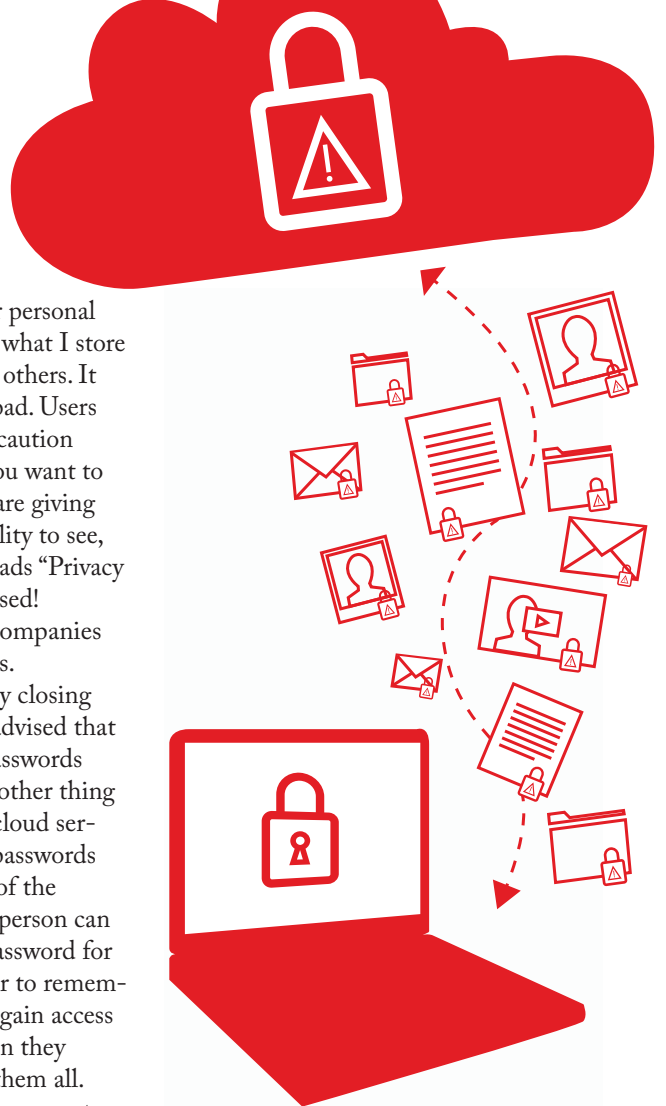 r personal
what I store
others. It
oad. Users
caution
ou want to
are giving
lity to see,
ads “Privacy
sed!
ompanies
s.
y closing
dvised that
asswords
other thing
cloud ser-
passwords
of the
person can
assword for
r to remem-
gain access
n they
hem all.